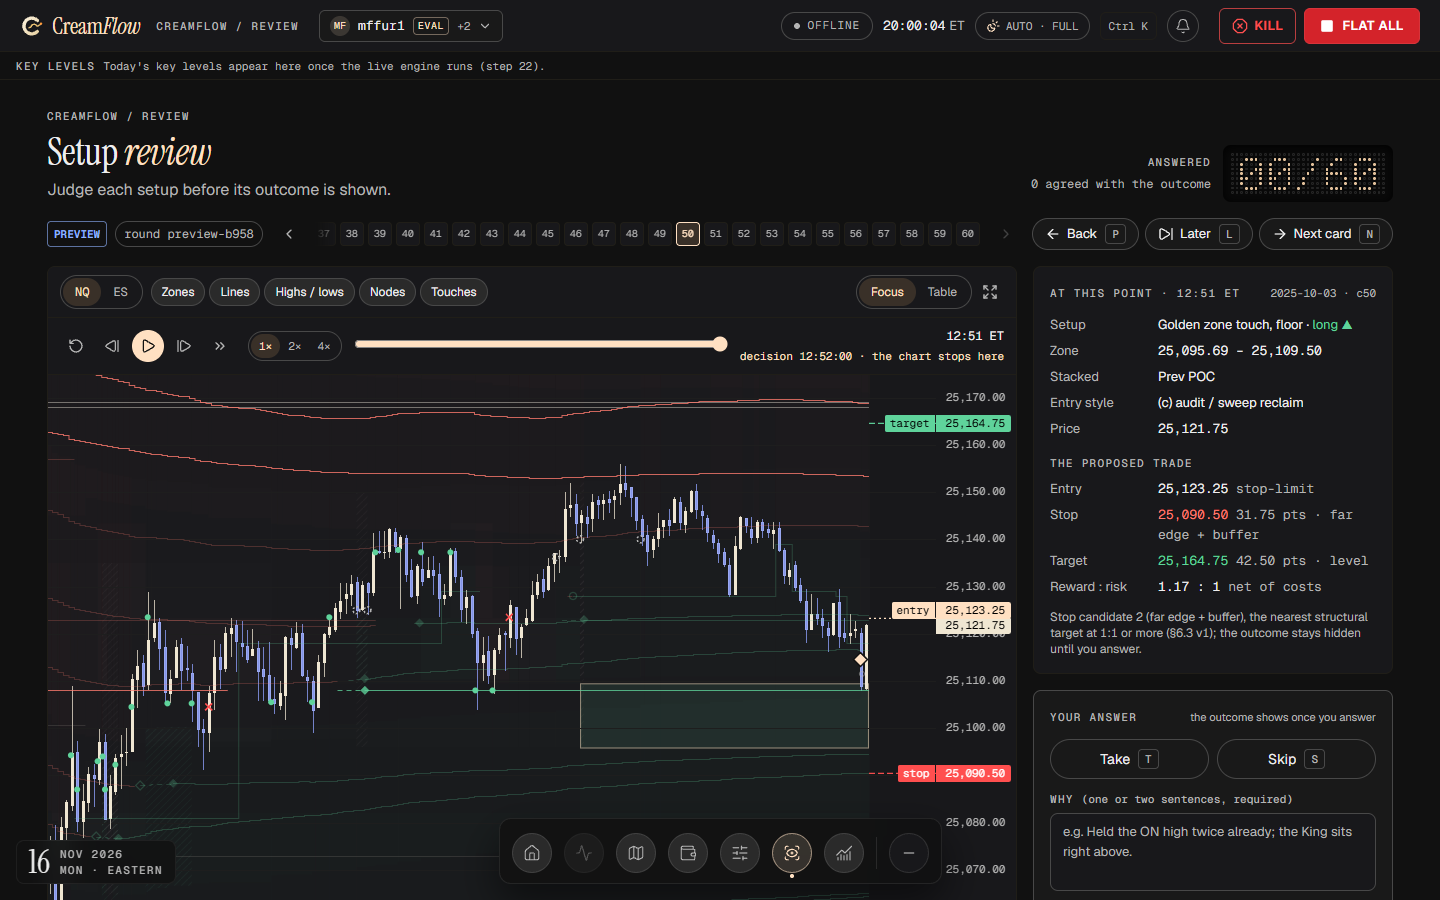 CreamFlow CREAMFLOW / REVIEW MF mffur1 EVAL +2 OFFLINE 20:00:04 ET AUTO · FULL Ctrl K KILL FLAT ALL
KEY LEVELS Today's key levels appear here once the live engine runs (step 22).
CREAMFLOW / REVIEW
Setup review
Judge each setup before its outcome is shown.
ANSWERED
0 agreed with the outcome
00/60
PREVIEW round preview-b958 37 38 39 40 41 42 43 44 45 46 47 48 49 50 51 52 53 54 55 56 57 58 59 60 Back P Later L Next card N
NQ ES Zones Lines Highs / lows Nodes Touches Focus Table
1× 2× 4×
12:51 ET
decision 12:52:00 · the chart stops here
25,170.00
target 25,164.75
25,160.00
25,150.00
25,140.00
25,130.00
entry 25,123.25
25,121.75
25,120.00
25,110.00
25,100.00
stop 25,090.50
25,080.00
25,070.00
AT THIS POINT · 12:51 ET 2025-10-03 · c50
Setup Golden zone touch, floor · long ▲
Zone 25,095.69 – 25,109.50
Stacked Prev POC
Entry style (c) audit / sweep reclaim
Price 25,121.75
THE PROPOSED TRADE
Entry 25,123.25 stop-limit
Stop 25,090.50 31.75 pts · far
edge + buffer
Target 25,164.75 42.50 pts · level
Reward : risk 1.17 : 1 net of costs
Stop candidate 2 (far edge + buffer), the nearest structural
target at 1:1 or more (§6.3 v1); the outcome stays hidden
until you answer.
YOUR ANSWER the outcome shows once you answer
Take T Skip S
WHY (one or two sentences, required)
e.g. Held the ON high twice already; the King sits
right above.
16 NOV 2026
MON · EASTERN